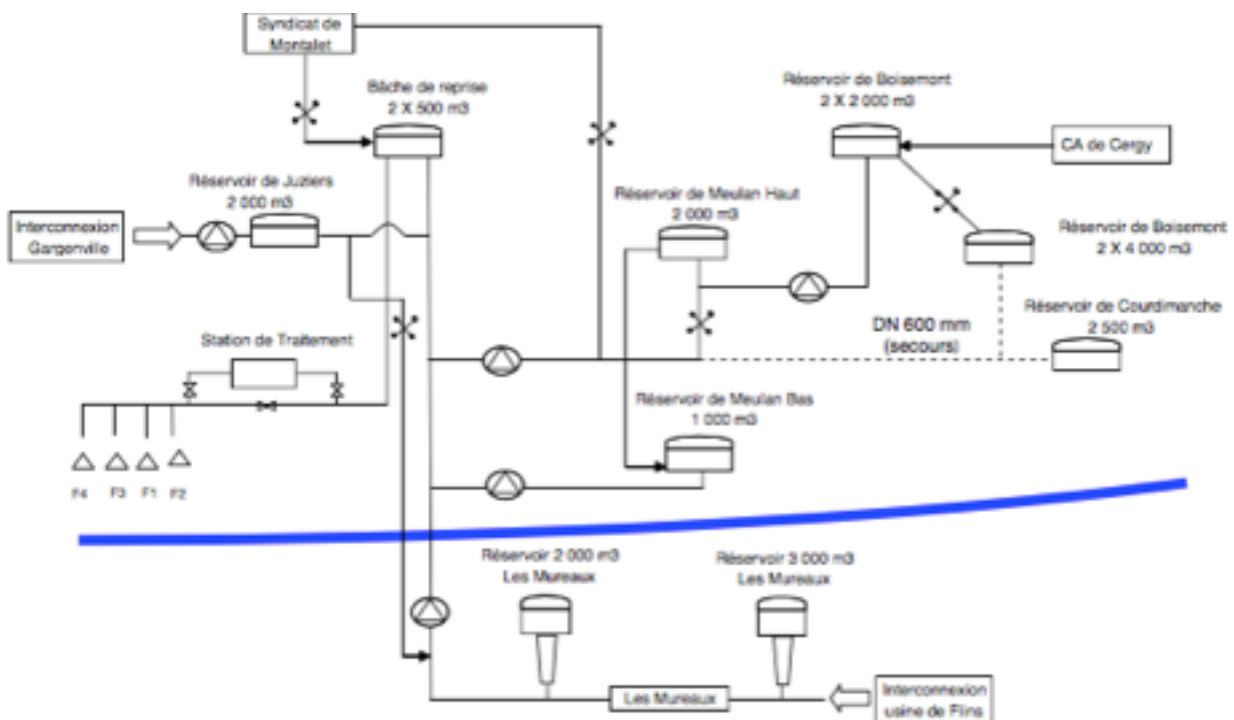 Syndicat de
Montalet
Bâche de reprise
2 X 500 m3
Réservoir de Boisemont
2 X 2 000 m3
CA de Cergy
Réservoir de Juziers
2 000 m3
Réservoir de Meulan Haut
2 000 m3
Interconnexion
Gargenville
Réservoir de Boisemont
2 X 4 000 m3
Réservoir de Courdimanche
2 500 m3
DN 600 mm
(secours)
Station de Traitement
Réservoir de Meulan Bas
1 000 m3
F4 F3 F1 F2
Réservoir 2 000 m3
Les Mureaux
Réservoir 3 000 m3
Les Mureaux
Les Mureaux
Interconnexion
usine de Flins